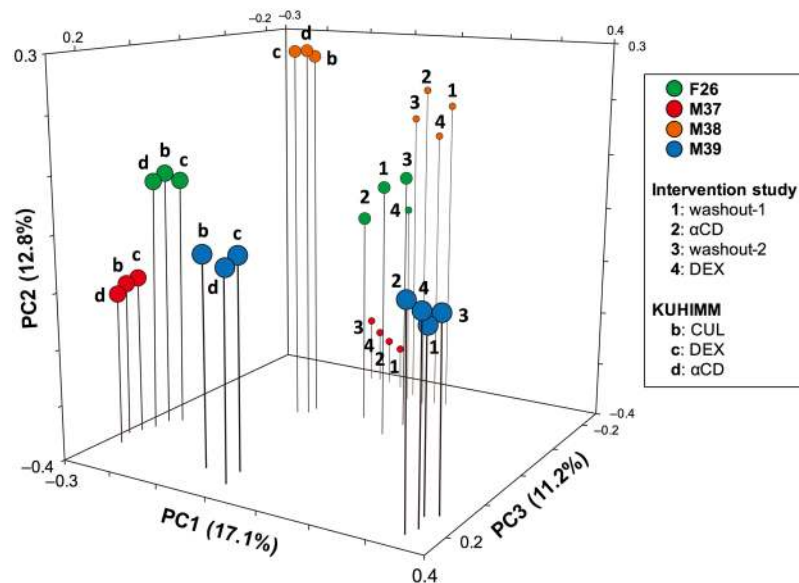 −0.3
−0.2
d
0.4
0.2
c
b
0.3
0.3
2
1
3
4
F26
M37
M38
M39
Intervention study
1: washout-1
2: αCD
3: washout-2
4: DEX
KUHIMM
b: CUL
c: DEX
d: αCD
b
d
c
1
3
2
4
b
c
d
b
c
d
2
4
3
1
3
4
2
1
PC2 (12.8%)
−0.4
−0.3
PC1 (17.1%)
0.4
PC3 (11.2%)
0.2
−0.2
−0.4